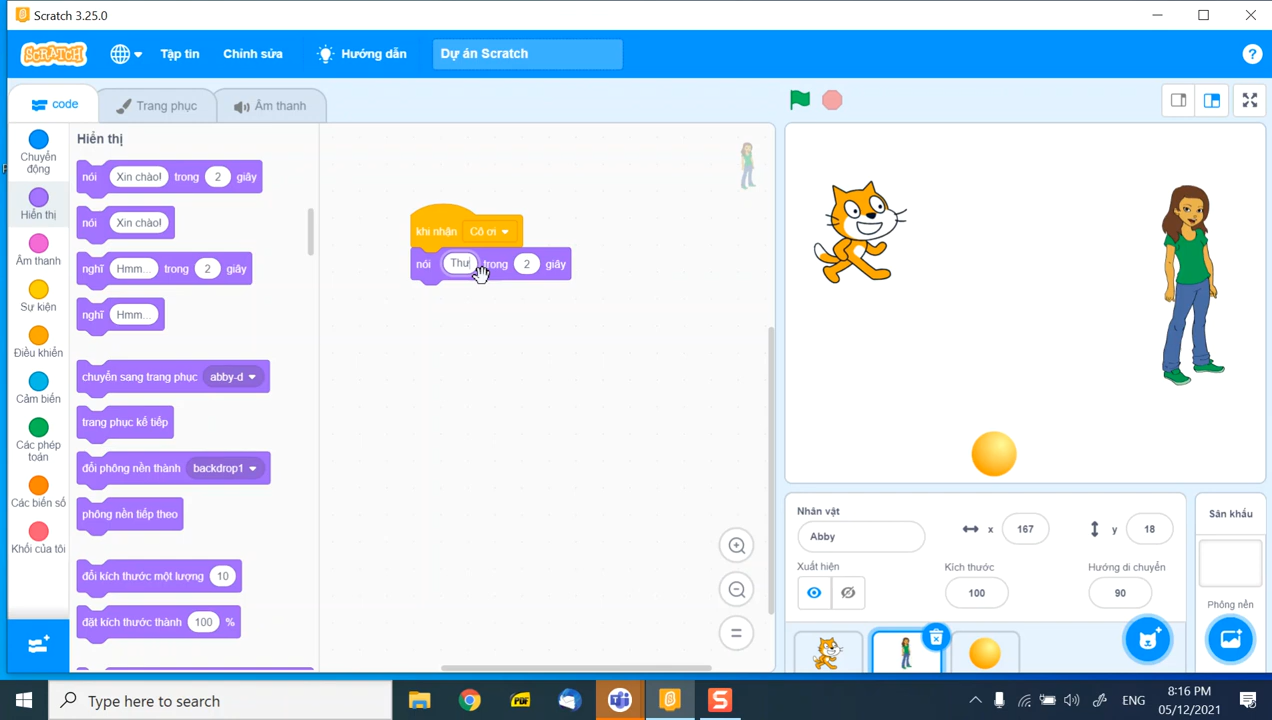 Scratch 3.25.0
SCRATCH
Tập tin
Chỉnh sửa
Hướng dẫn
Dự án Scratch
?
code
Trang phục
Âm thanh
Chuyển động
Hiển thị
Âm thanh
Sự kiện
Điều khiển
Cảm biến
Các phép toán
Các biến số
Khối của tôi
Hiển thị
nói Xin chào! trong 2 giây
nói Xin chào!
nghĩ Hmm... trong 2 giây
nghĩ Hmm...
chuyển sang trang phục abby-d
trang phục kế tiếp
đổi phông nền thành backdrop1
phông nền tiếp theo
đổi kích thước một lượng 10
đặt kích thước thành 100 %
khi nhận Cô ơi
nói Thư trong 2 giây
Nhân vật
Abby
x 167
y 18
Xuất hiện
Kích thước
100
Hướng di chuyển
90
Sân khấu
Phông nền
Type here to search
PDF
S
ENG
8:16 PM
05/12/2021